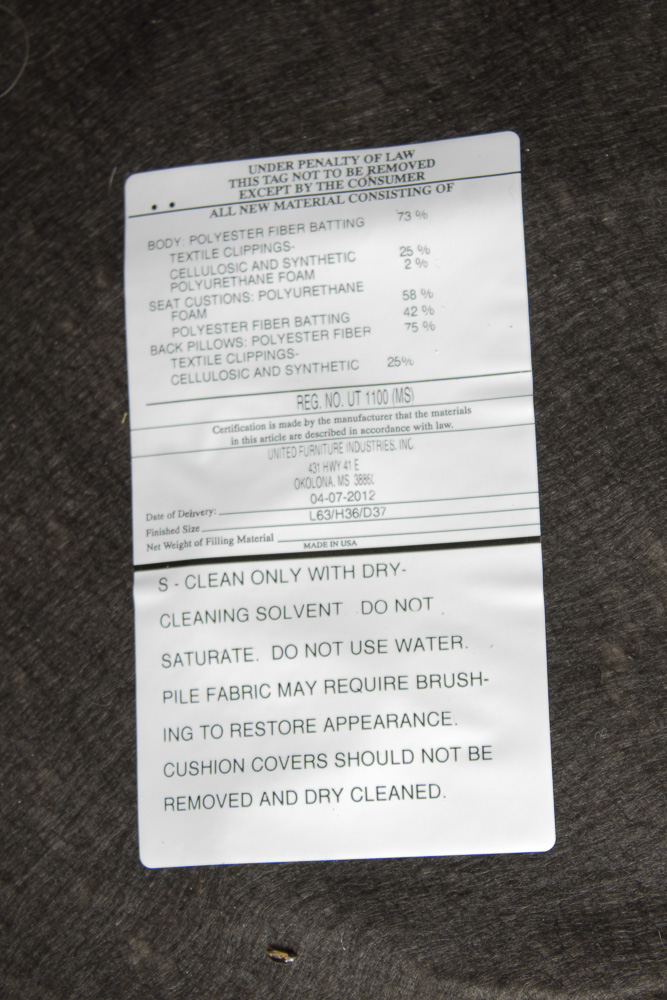 UNDER PENALTY OF LAW
THIS TAG NOT TO BE REMOVED
EXCEPT BY THE CONSUMER
ALL NEW MATERIAL CONSISTING OF
BODY: POLYESTER FIBER BATTING 73 %
TEXTILE CLIPPINGS-
CELLULOSIC AND SYNTHETIC 25 %
POLYURETHANE FOAM 2 %
SEAT CUSTIONS: POLYURETHANE
FOAM 58 %
POLYESTER FIBER BATTING 42 %
BACK PILLOWS: POLYESTER FIBER 75 %
TEXTILE CLIPPINGS-
CELLULOSIC AND SYNTHETIC 25%
REG. NO. UT 1100 (MS)
Certification is made by the manufacturer that the materials
in this article are described in accordance with law.
UNITED FURNITURE INDUSTRIES, INC.
431 HWY 41 E
OKOLONA, MS
Date of Delivery: 04-07-2012
Finished Size L63/H36/D37
Net Weight of Filling Material
MADE IN USA
S - CLEAN ONLY WITH DRY-
CLEANING SOLVENT DO NOT
SATURATE. DO NOT USE WATER.
PILE FABRIC MAY REQUIRE BRUSH-
ING TO RESTORE APPEARANCE.
CUSHION COVERS SHOULD NOT BE
REMOVED AND DRY CLEANED.